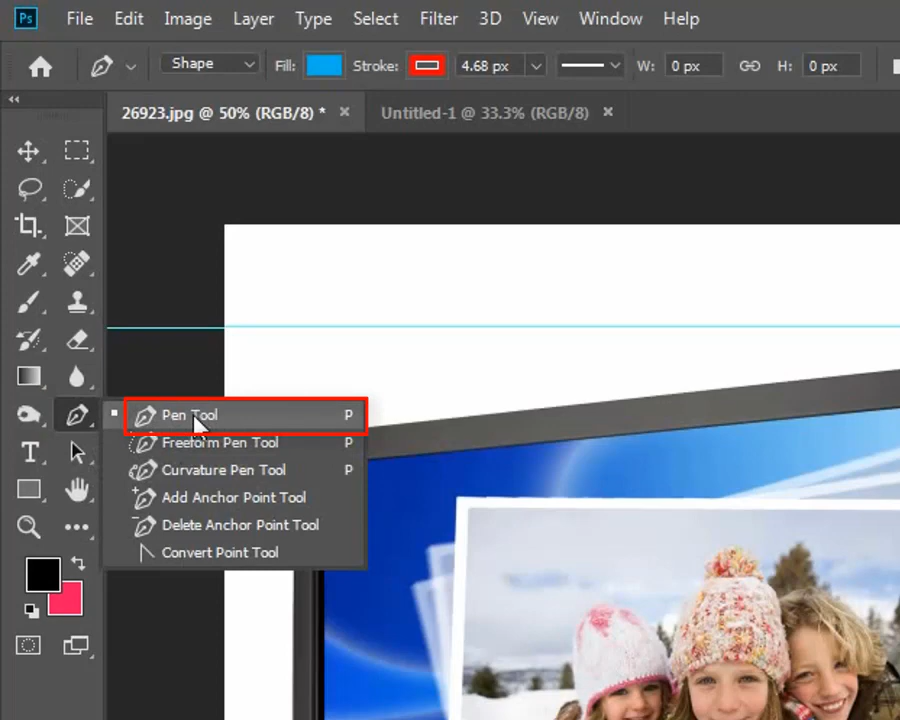 Ps File Edit Image Layer Type Select Filter 3D View Window Help
Shape Fill: Stroke: 4.68 px W: 0 px H: 0 px
26923.jpg @ 50% (RGB/8) * × Untitled-1 @ 33.3% (RGB/8) ×
Pen Tool P
Freeform Pen Tool P
Curvature Pen Tool P
Add Anchor Point Tool
Delete Anchor Point Tool
Convert Point Tool